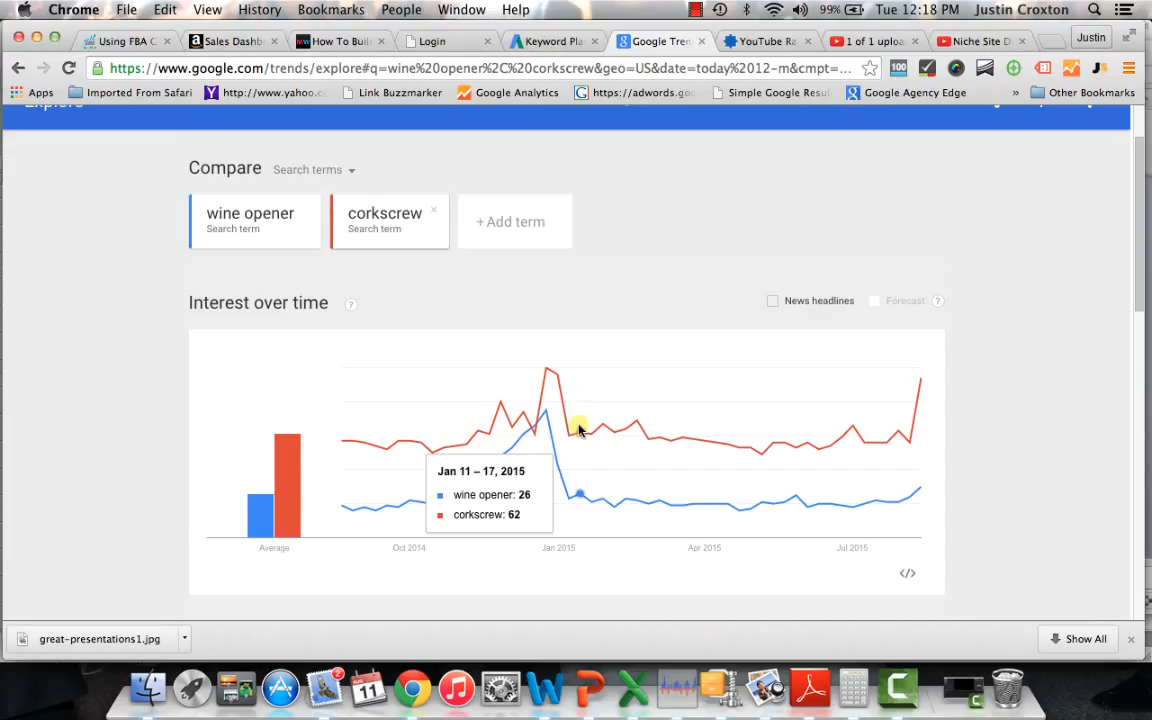 Chrome File Edit View History Bookmarks People Window Help 99% Tue 12:18 PM Justin Croxton
Using FBA C Sales Dashb How To Buil Login Keyword Pla Google Tren YouTube Ra 1 of 1 uploa Niche Site D Justin
https://www.google.com/trends/explore#q=wine%20opener%2C%20corkscrew&geo=US&date=today%2012-m&cmpt=...
Apps Imported From Safari http://www.yahoo.c Link Buzzmarker Google Analytics https://adwords.go Simple Google Resul Google Agency Edge » Other Bookmarks
Compare Search terms
wine opener corkscrew
Search term Search term
+Add term
Interest over time ?
News headlines Forecast ?
Jan 11 – 17, 2015
wine opener: 26
corkscrew: 62
Average Oct 2014 Jan 2015 Apr 2015 Jul 2015
</>
great-presentations1.jpg Show All
AUG
11